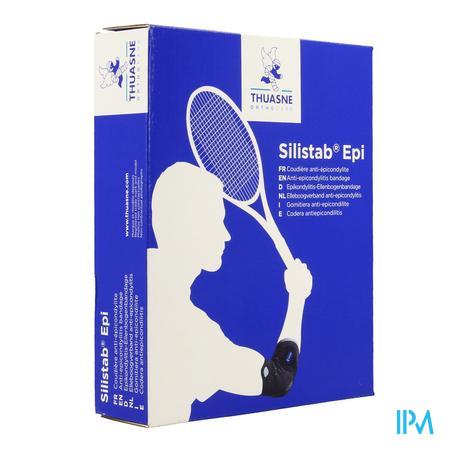 THUASNE
ORTHOCARE
Silistab® Epi
FR Coudière anti-épicondylite
EN Anti-epicondylitis bandage
D Epikondylitis-Ellenbogenbandage
NL Elleboogverband anti-epicondylitis
I Gomitiera anti-epicondilite
E Codera antiepicondilitis
THUASNE
www.thuasne.com
Silistab® Epi
FR Coudière anti-épicondylite
EN Anti-epicondylitis bandage
D Epikondylitis-Ellenbogenbandage
NL Elleboogverband anti-epicondylitis
I Gomitiera anti-epicondilite
E Codera antiepicondilitis
IPM